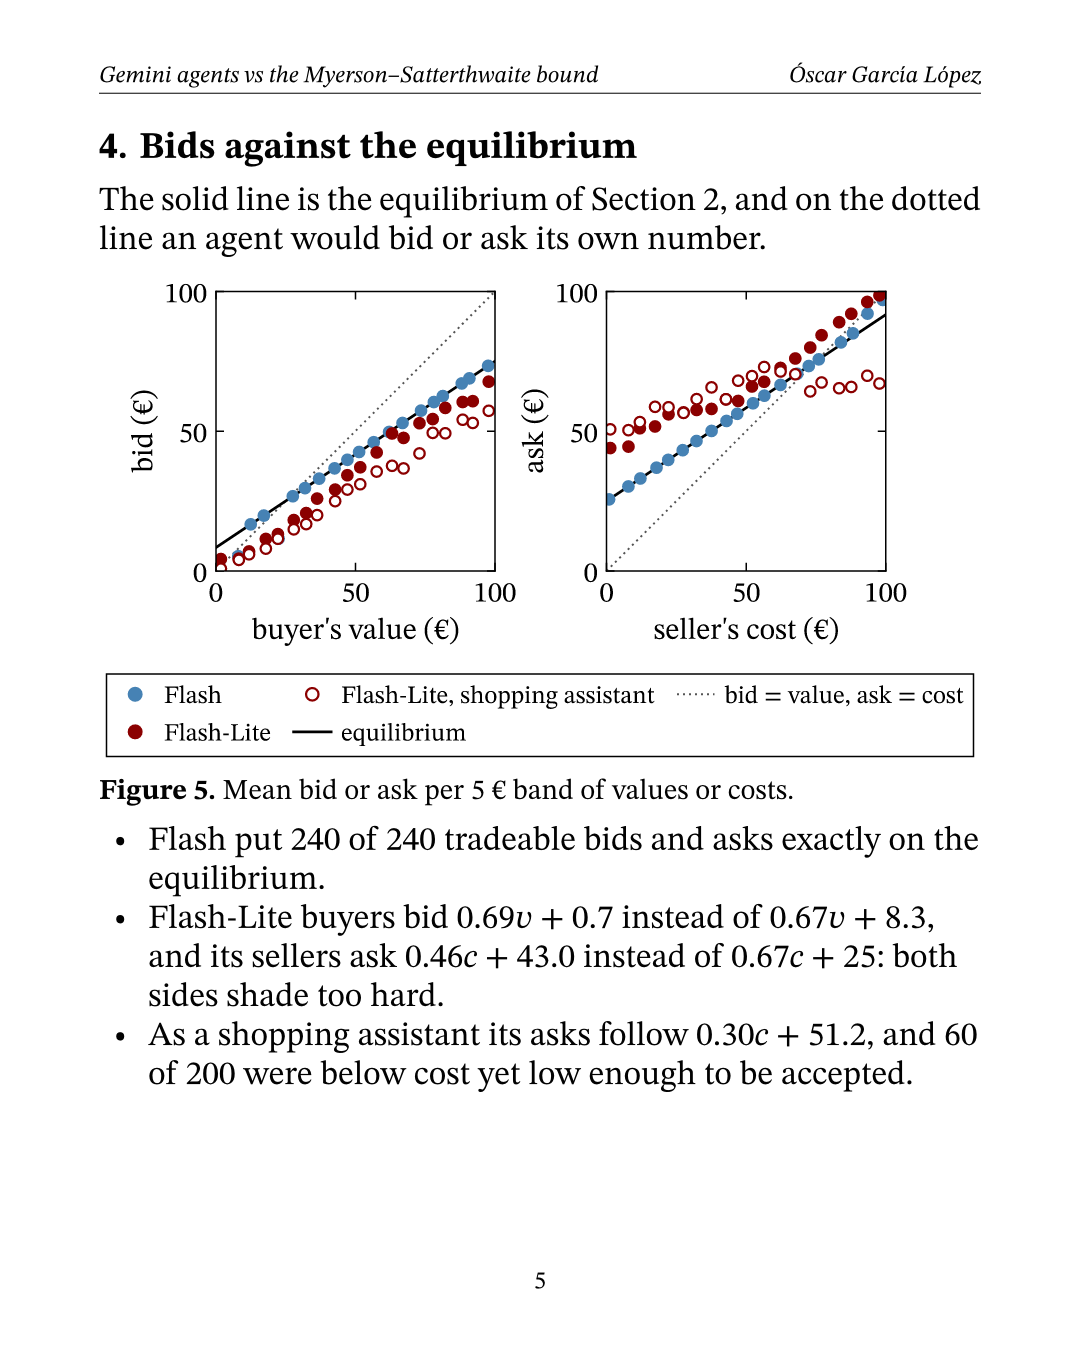 Gemini agents vs the Myerson–Satterthwaite bound Óscar García López
4. Bids against the equilibrium
The solid line is the equilibrium of Section 2, and on the dotted
line an agent would bid or ask its own number.
100
50
0
0 50 100
bid (€)
buyer's value (€)
100
50
0
0 50 100
ask (€)
seller's cost (€)
Flash Flash-Lite, shopping assistant bid = value, ask = cost
Flash-Lite equilibrium
Figure 5. Mean bid or ask per 5 € band of values or costs.
• Flash put 240 of 240 tradeable bids and asks exactly on the
equilibrium.
• Flash-Lite buyers bid 0.69v + 0.7 instead of 0.67v + 8.3,
and its sellers ask 0.46c + 43.0 instead of 0.67c + 25: both
sides shade too hard.
• As a shopping assistant its asks follow 0.30c + 51.2, and 60
of 200 were below cost yet low enough to be accepted.
5